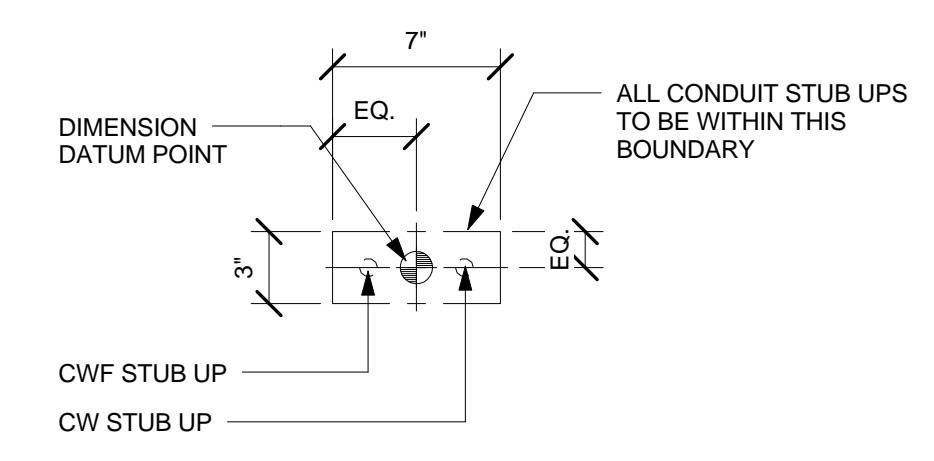 7"
EQ.
ALL CONDUIT STUB UPS
TO BE WITHIN THIS
BOUNDARY
DIMENSION
DATUM POINT
3"
EQ.
CWF STUB UP
CW STUB UP